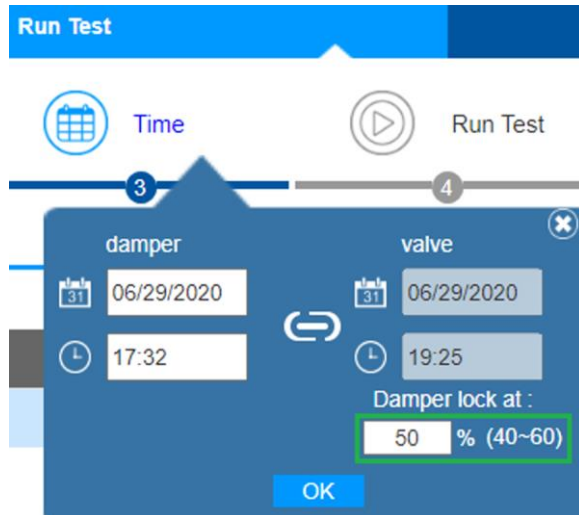 Run Test
Time
Run Test
3
4
damper
valve
31 06/29/2020
31 06/29/2020
17:32
19:25
Damper lock at :
50 % (40~60)
OK